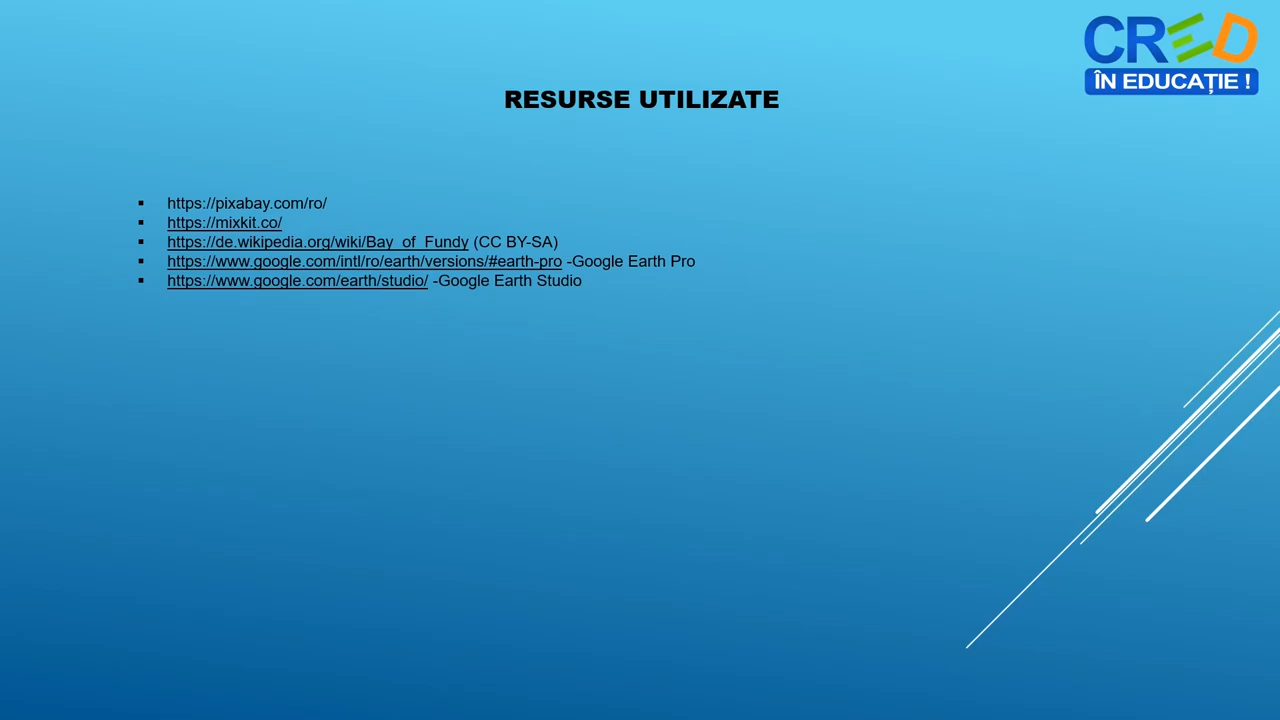 CRED
ÎN EDUCAȚIE !
RESURSE UTILIZATE
▪ https://pixabay.com/ro/
▪ https://mixkit.co/
▪ https://de.wikipedia.org/wiki/Bay_of_Fundy (CC BY-SA)
▪ https://www.google.com/intl/ro/earth/versions/#earth-pro -Google Earth Pro
▪ https://www.google.com/earth/studio/ -Google Earth Studio